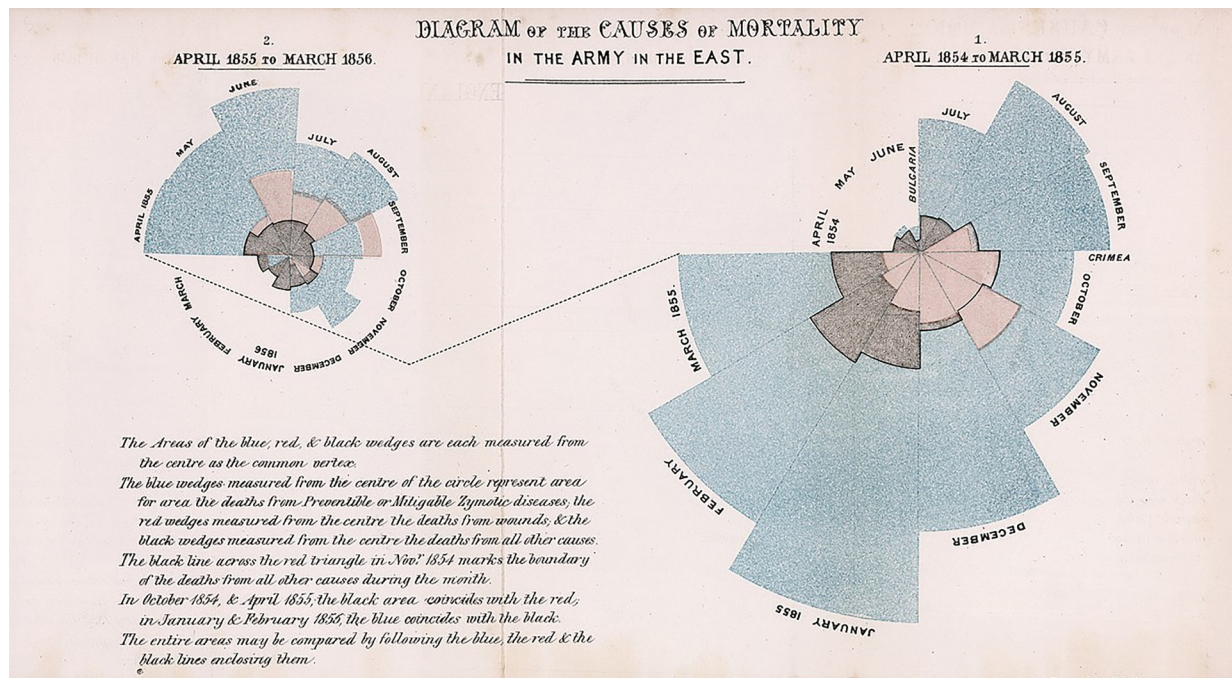 DIAGRAM OF THE CAUSES OF MORTALITY
IN THE ARMY IN THE EAST.
2.
APRIL 1855 TO MARCH 1856.
1.
APRIL 1854 TO MARCH 1855.
APRIL 1855
MAY
JUNE
JULY
AUGUST
SEPTEMBER
OCTOBER
NOVEMBER
DECEMBER
JANUARY
1856
FEBRUARY
MARCH
APRIL
1854
MAY
JUNE
BULGARIA
JULY
AUGUST
SEPTEMBER
CRIMEA
OCTOBER
NOVEMBER
DECEMBER
JANUARY 1855
FEBRUARY
MARCH 1855.
The Areas of the blue, red, & black wedges are each measured from
the centre as the common vertex.
The blue wedges measured from the centre of the circle represent area
for area the deaths from Preventible or Mitigable Zymotic diseases; the
red wedges measured from the centre the deaths from wounds; & the
black wedges measured from the centre the deaths from all other causes.
The black line across the red triangle in Novr. 1854 marks the boundary
of the deaths from all other causes during the month.
In October 1854, & April 1855, the black area coincides with the red;
in January & February 1856, the blue coincides with the black.
The entire areas may be compared by following the blue, the red & the
black lines enclosing them.